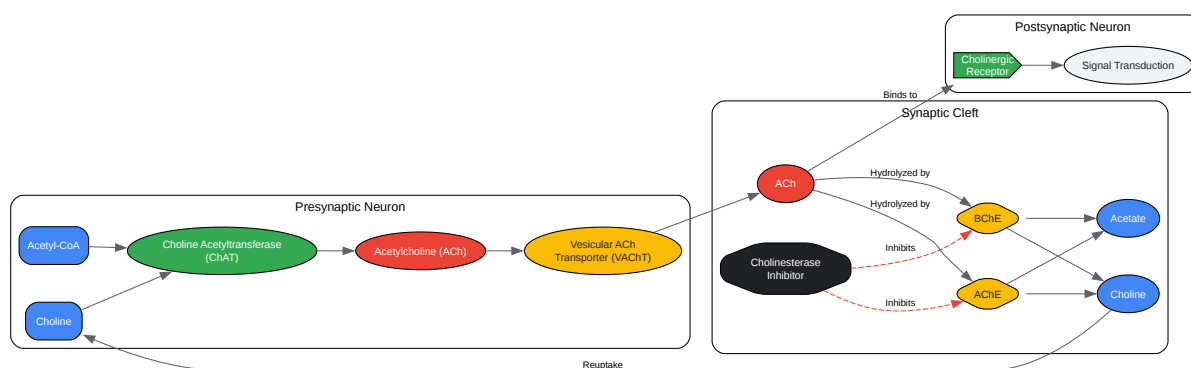 Postsynaptic Neuron
Cholinergic
Receptor
Signal Transduction
Binds to
Synaptic Cleft
ACh
Hydrolyzed by
Hydrolyzed by
BChE
Acetate
Inhibits
Cholinesterase
Inhibitor
Inhibits
AChE
Choline
Presynaptic Neuron
Acetyl-CoA
Choline Acetyltransferase
(ChAT)
Acetylcholine (ACh)
Vesicular ACh
Transporter (VAChT)
Choline
Reuptake